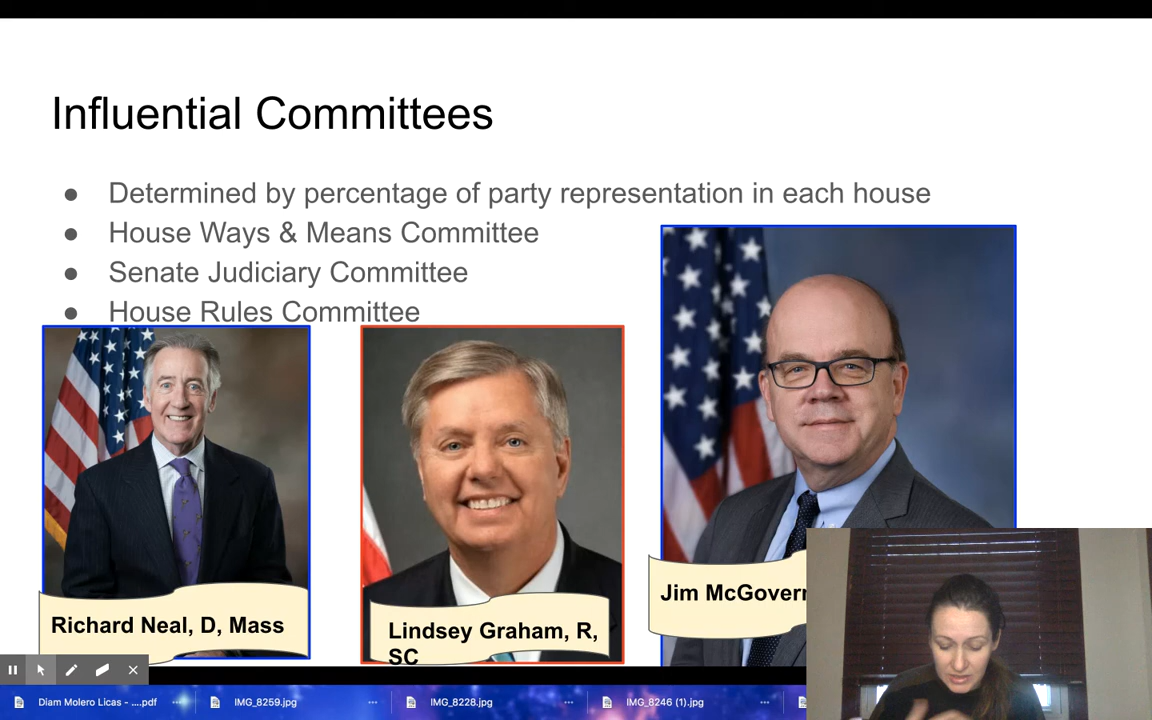 Influential Committees
● Determined by percentage of party representation in each house
● House Ways & Means Committee
● Senate Judiciary Committee
● House Rules Committee
Richard Neal, D, Mass
Lindsey Graham, R,
SC
Jim McGovern
Diam Molero Licas - ....pdf
IMG_8259.jpg
IMG_8228.jpg
IMG_8246 (1).jpg